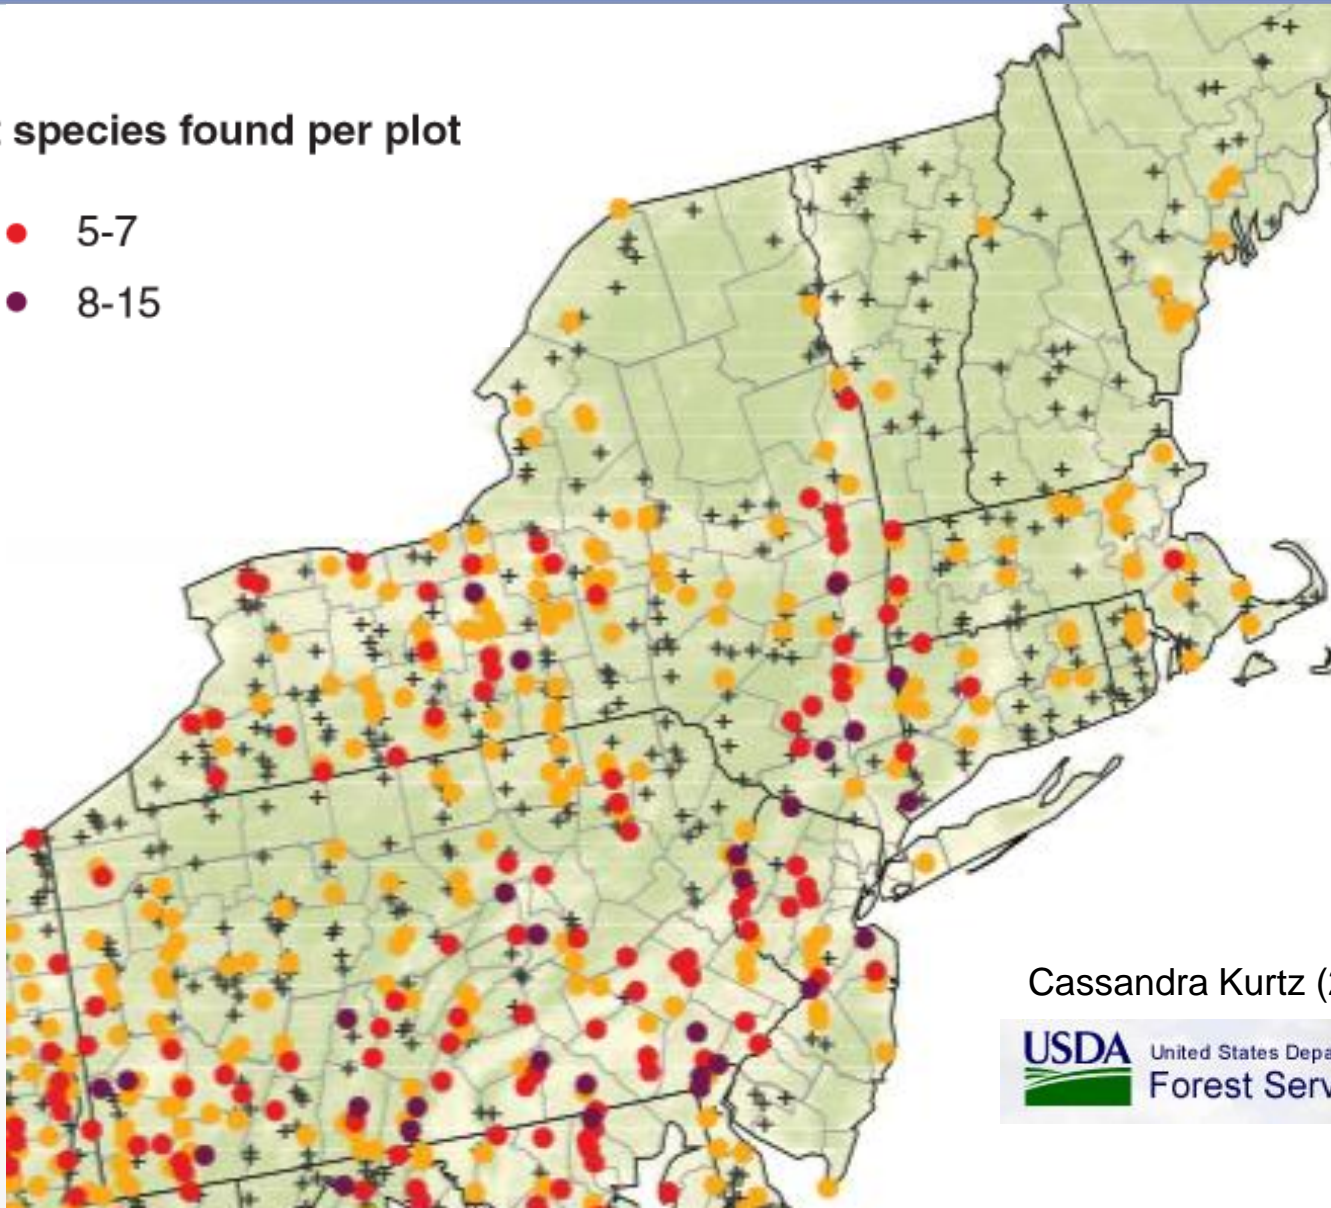 species found per plot
5-7
8-15
Cassandra Kurtz (
USDA
United States Depa
Forest Serv